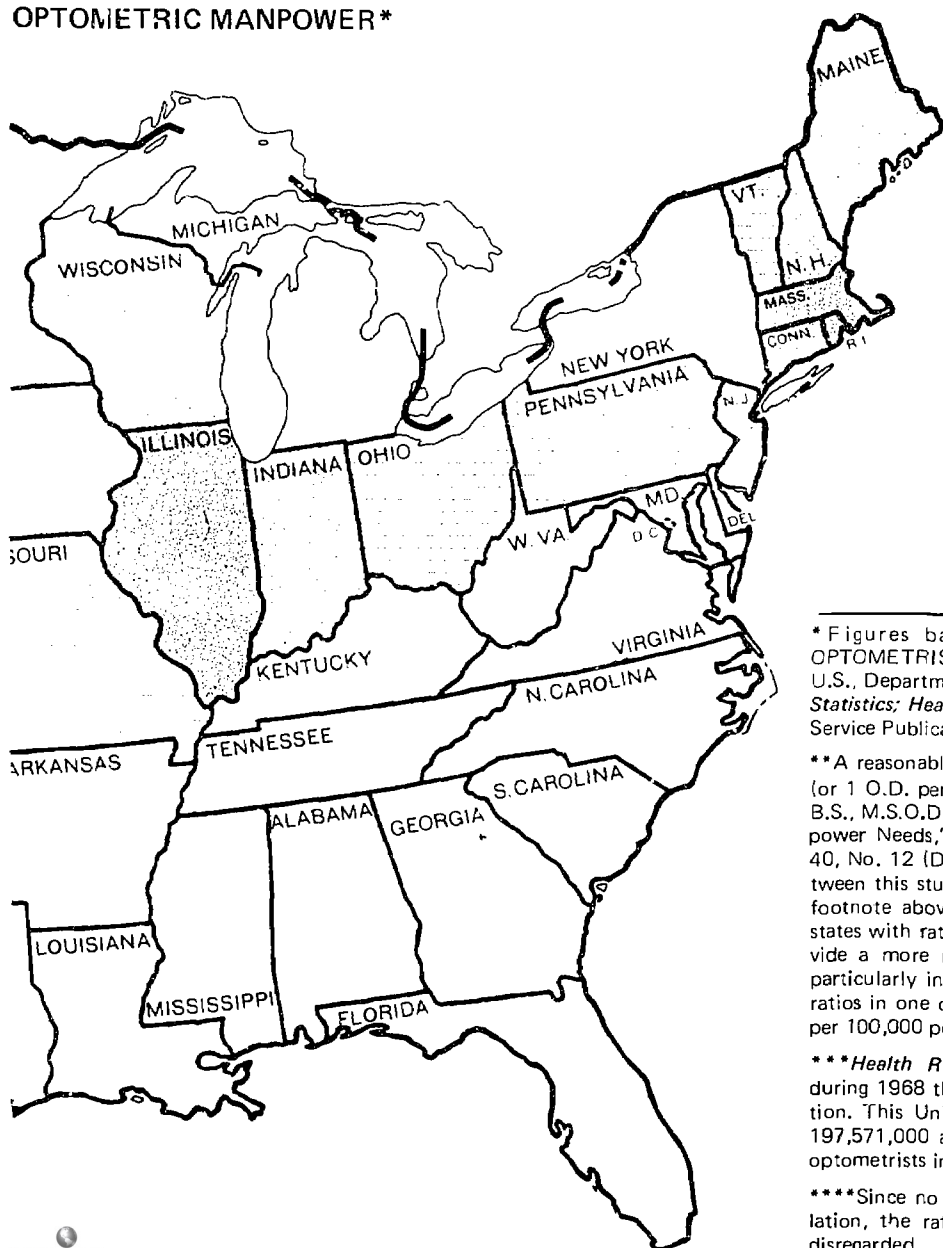 OPTOMETRIC MANPOWER*
MAINE
VT.
MICHIGAN
N.H.
WISCONSIN
MASS.
CONN.
R I
NEW YORK
PENNSYLVANIA
N.J.
ILLINOIS
INDIANA
OHIO
MD.
DEL
W. VA.
D C
SOURI
VIRGINIA
KENTUCKY
N. CAROLINA
TENNESSEE
ARKANSAS
S. CAROLINA
ALABAMA
GEORGIA
LOUISIANA
MISSISSIPPI
FLORIDA
*Figures ba
OPTOMETRIS
U.S., Departm
Statistics; Hea
Service Publica
**A reasonabl
(or 1 O.D. per
B.S., M.S.O.D
power Needs,"
40, No. 12 (D
tween this stu
footnote abov
states with rat
vide a more r
particularly in
ratios in one o
per 100,000 p
***Health R
during 1968 th
tion. This Un
197,571,000 a
optometrists in
****Since no
lation, the rat
disregarded